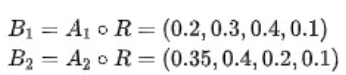 B₁ = A₁ ∘ R = (0.2, 0.3, 0.4, 0.1)
B₂ = A₂ ∘ R = (0.35, 0.4, 0.2, 0.1)